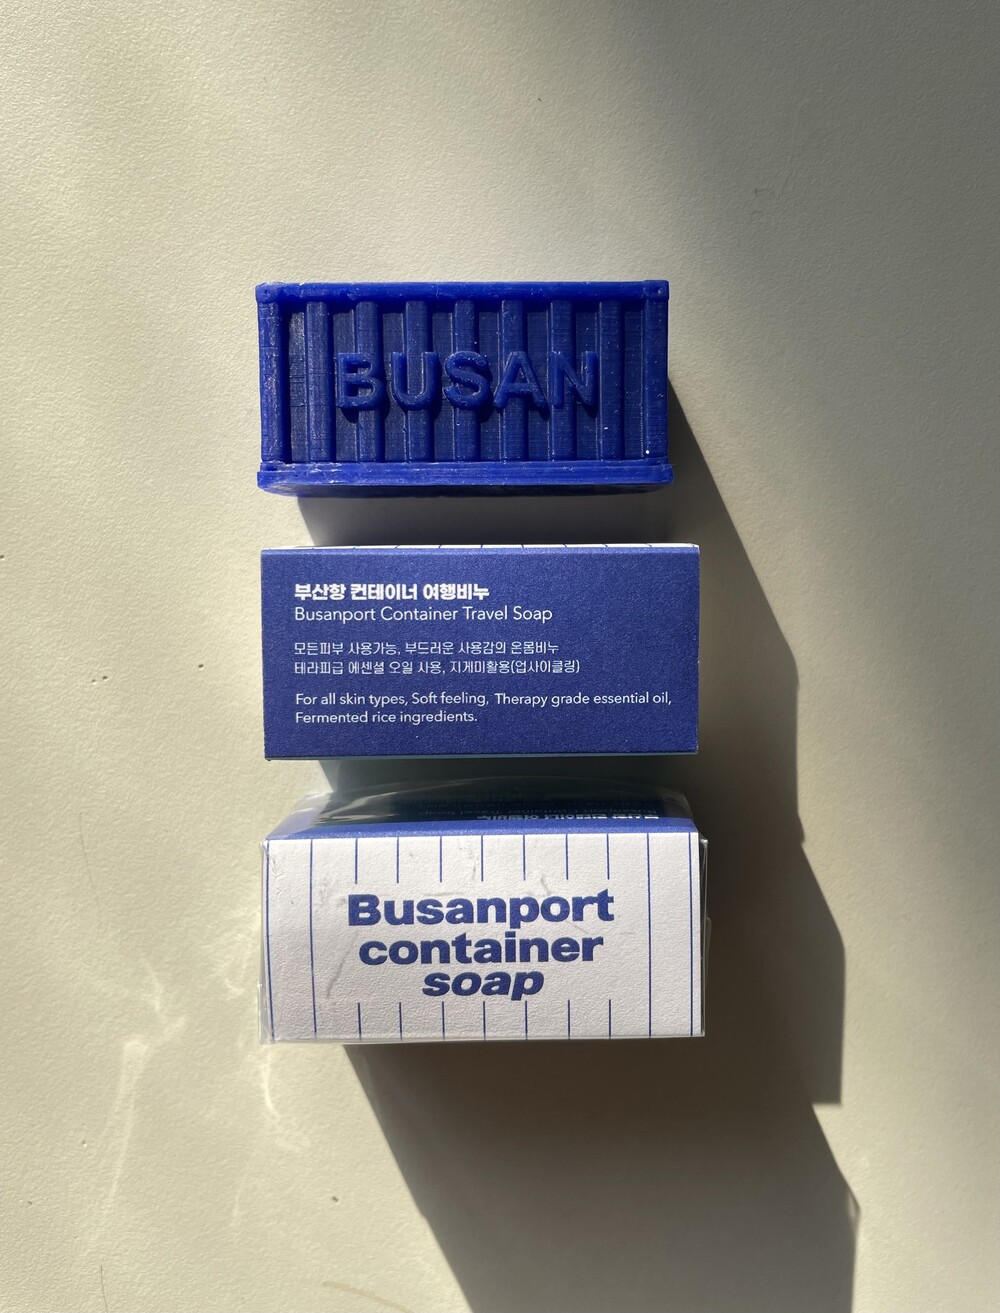 BUSAN
부산항 컨테이너 여행비누
Busanport Container Travel Soap
모든피부 사용가능, 부드러운 사용감의 온몸비누
테라피급 에센셜 오일 사용, 지게미활용(업사이클링)
For all skin types, Soft feeling, Therapy grade essential oil,
Fermented rice ingredients.
Busanport
container
soap